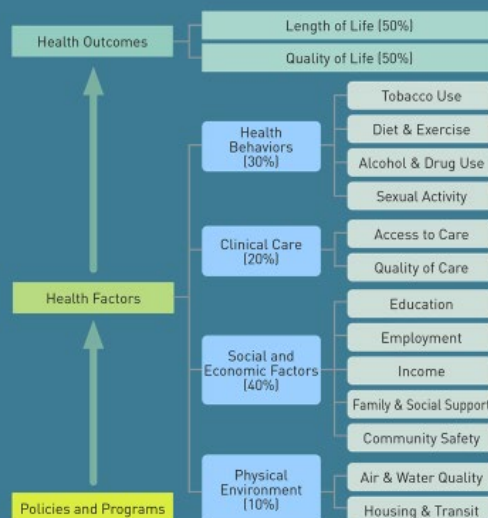 Health Outcomes
Length of Life (50%)
Quality of Life (50%)
Health Factors
Health
Behaviors
(30%)
Tobacco Use
Diet & Exercise
Alcohol & Drug Use
Sexual Activity
Clinical Care
(20%)
Access to Care
Quality of Care
Social and
Economic Factors
(40%)
Education
Employment
Income
Family & Social Support
Community Safety
Physical
Environment
(10%)
Air & Water Quality
Housing & Transit
Policies and Programs